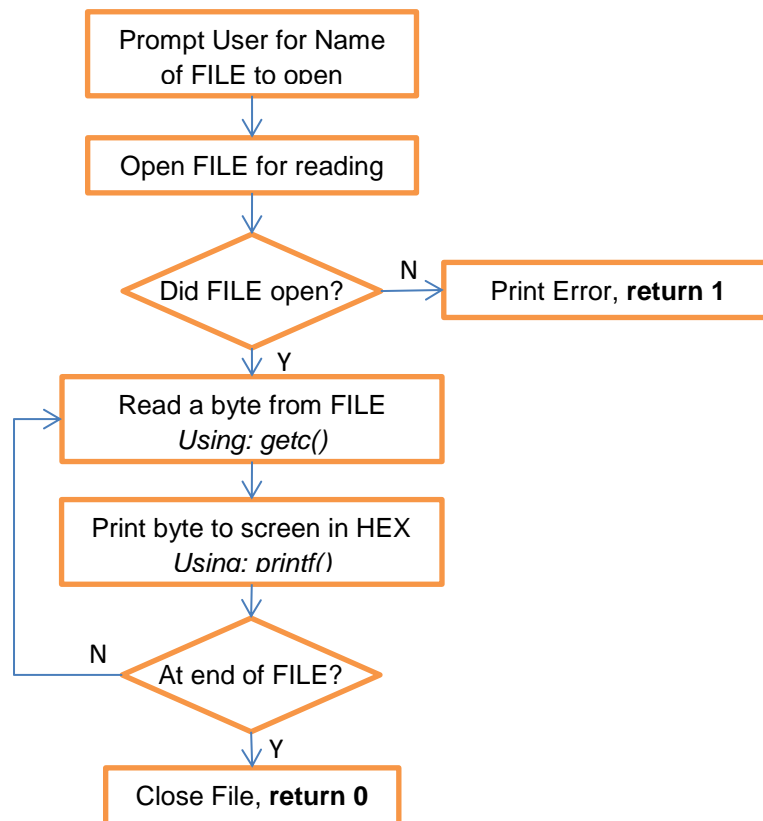 Prompt User for Name
of FILE to open
Open FILE for reading
Did FILE open?
N
Print Error, return 1
Y
Read a byte from FILE
Using: getc()
Print byte to screen in HEX
Using: printf()
N
At end of FILE?
Y
Close File, return 0